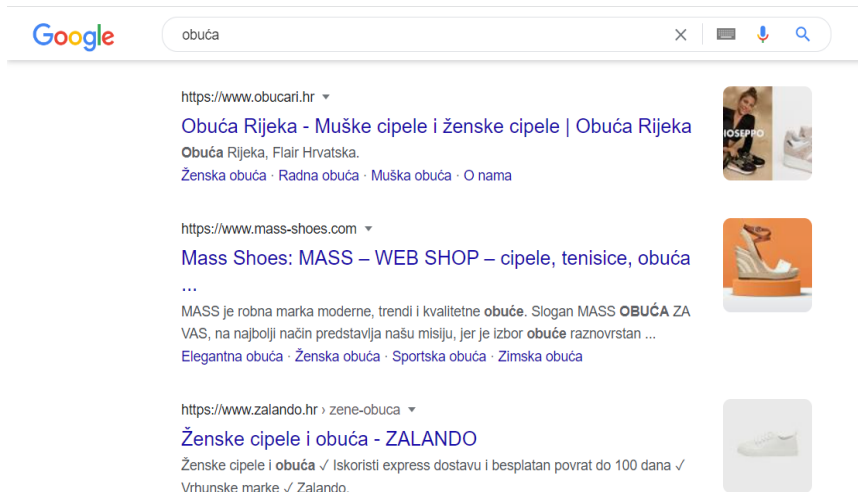 Google
obuća
https://www.obucari.hr
Obuća Rijeka - Muške cipele i ženske cipele | Obuća Rijeka
Obuća Rijeka, Flair Hrvatska.
Ženska obuća · Radna obuća · Muška obuća · O nama
IOSEPPO
https://www.mass-shoes.com
Mass Shoes: MASS – WEB SHOP – cipele, tenisice, obuća
...
MASS je robna marka moderne, trendi i kvalitetne obuće. Slogan MASS OBUĆA ZA
VAS, na najbolji način predstavlja našu misiju, jer je izbor obuće raznovrstan ...
Elegantna obuća · Ženska obuća · Sportska obuća · Zimska obuća
https://www.zalando.hr › zene-obuca
Ženske cipele i obuća - ZALANDO
Ženske cipele i obuća ✓ Iskoristi express dostavu i besplatan povrat do 100 dana ✓
Vrhunske marke ✓ Zalando.